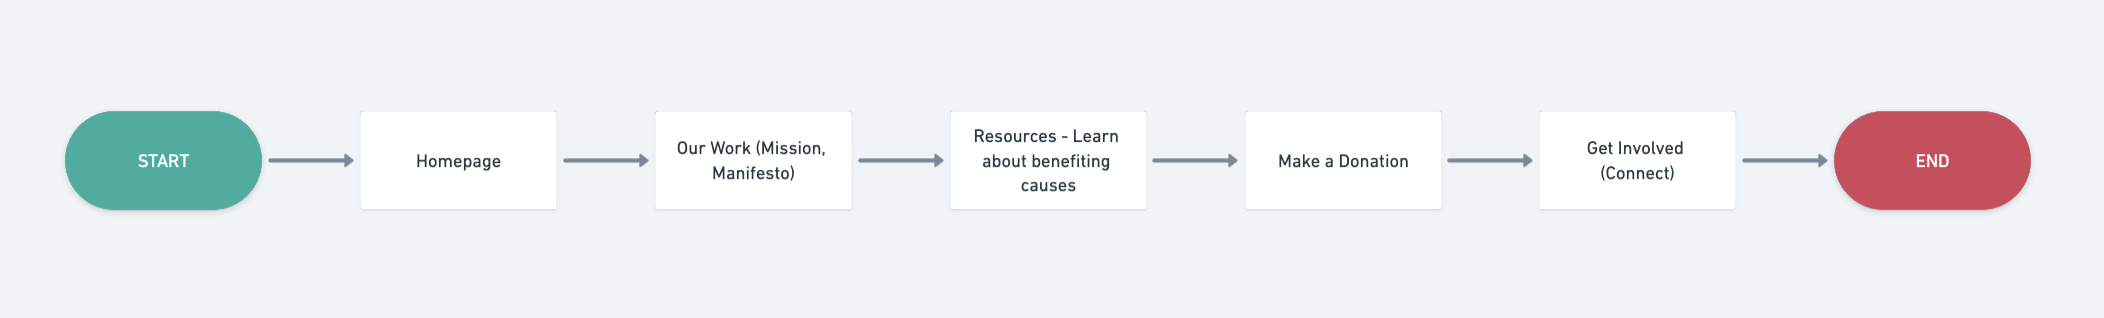 START
Homepage
Our Work (Mission,
Manifesto)
Resources - Learn
about benefiting
causes
Make a Donation
Get Involved
(Connect)
END